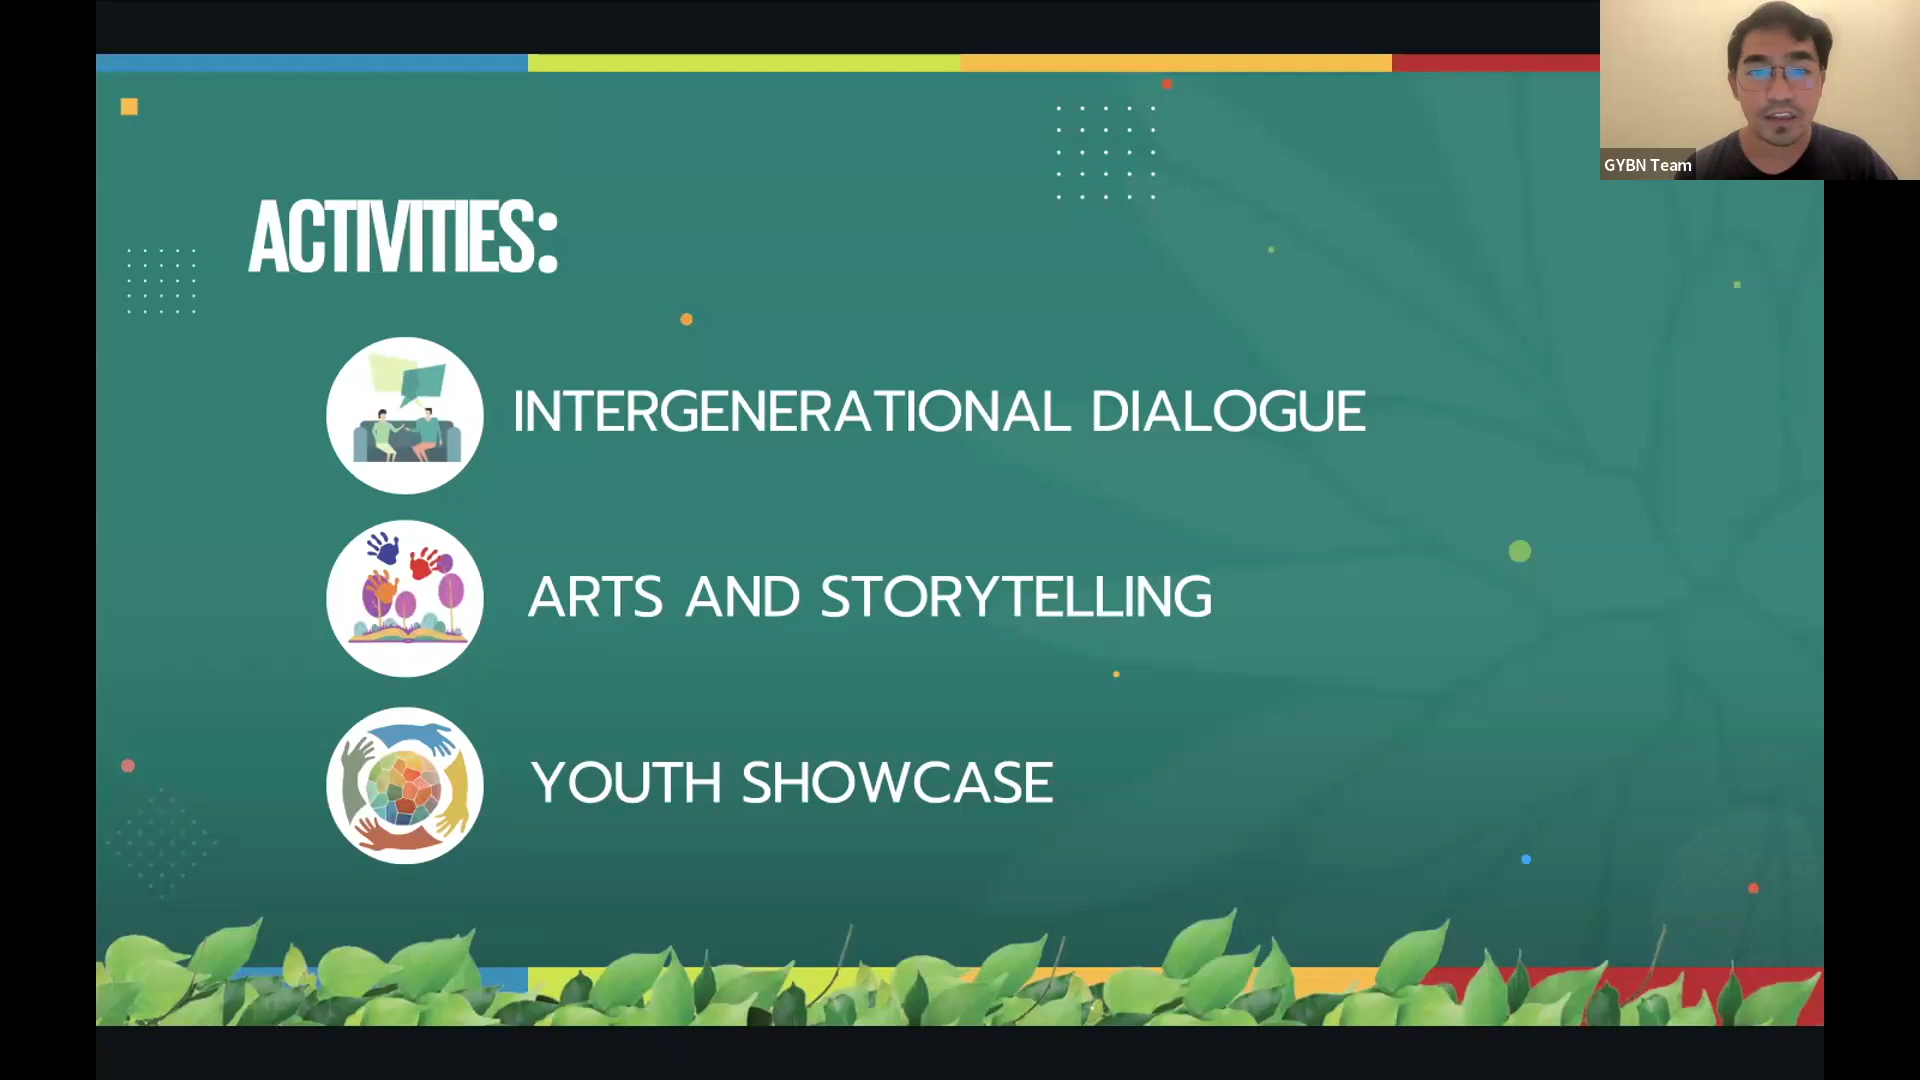 GYBN Team
ACTIVITIES:
INTERGENERATIONAL DIALOGUE
ARTS AND STORYTELLING
YOUTH SHOWCASE